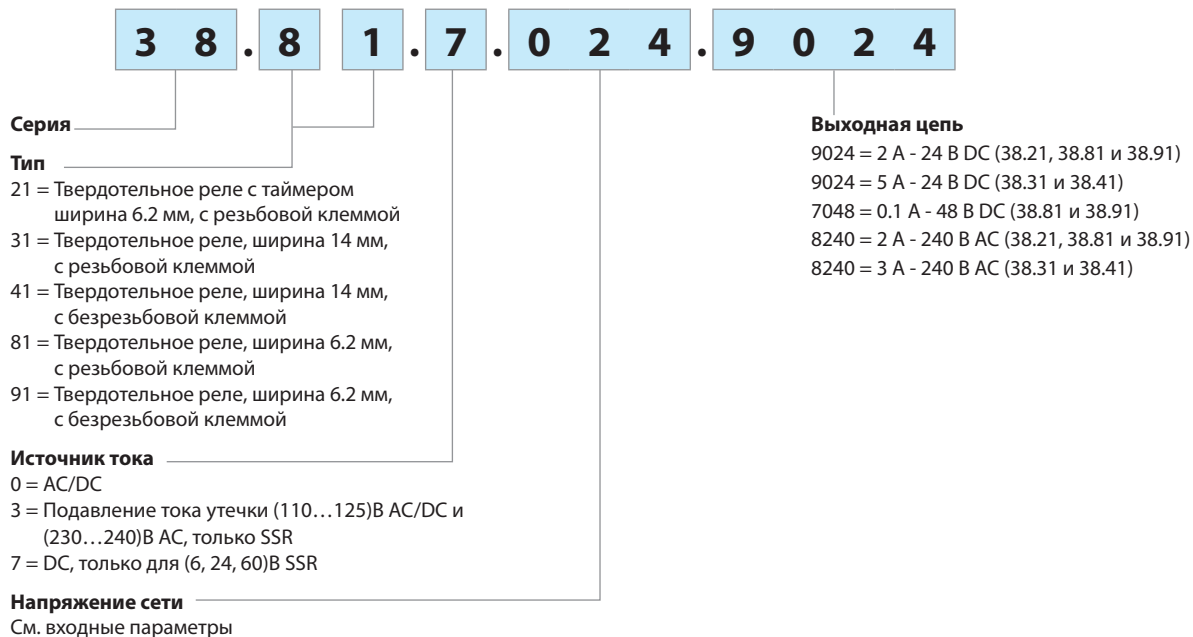 3 8 . 8 1 . 7 . 0 2 4 . 9 0 2 4
Серия
Тип
21 = Твердотельное реле с таймером
ширина 6.2 мм, с резьбовой клеммой
31 = Твердотельное реле, ширина 14 мм,
с резьбовой клеммой
41 = Твердотельное реле, ширина 14 мм,
с безрезьбовой клеммой
81 = Твердотельное реле, ширина 6.2 мм,
с резьбовой клеммой
91 = Твердотельное реле, ширина 6.2 мм,
с безрезьбовой клеммой
Источник тока
0 = AC/DC
3 = Подавление тока утечки (110…125)В AC/DC и
(230…240)В AC, только SSR
7 = DC, только для (6, 24, 60)В SSR
Напряжение сети
См. входные параметры
Выходная цепь
9024 = 2 A - 24 В DC (38.21, 38.81 и 38.91)
9024 = 5 A - 24 В DC (38.31 и 38.41)
7048 = 0.1 A - 48 В DC (38.81 и 38.91)
8240 = 2 A - 240 В AC (38.21, 38.81 и 38.91)
8240 = 3 A - 240 В AC (38.31 и 38.41)